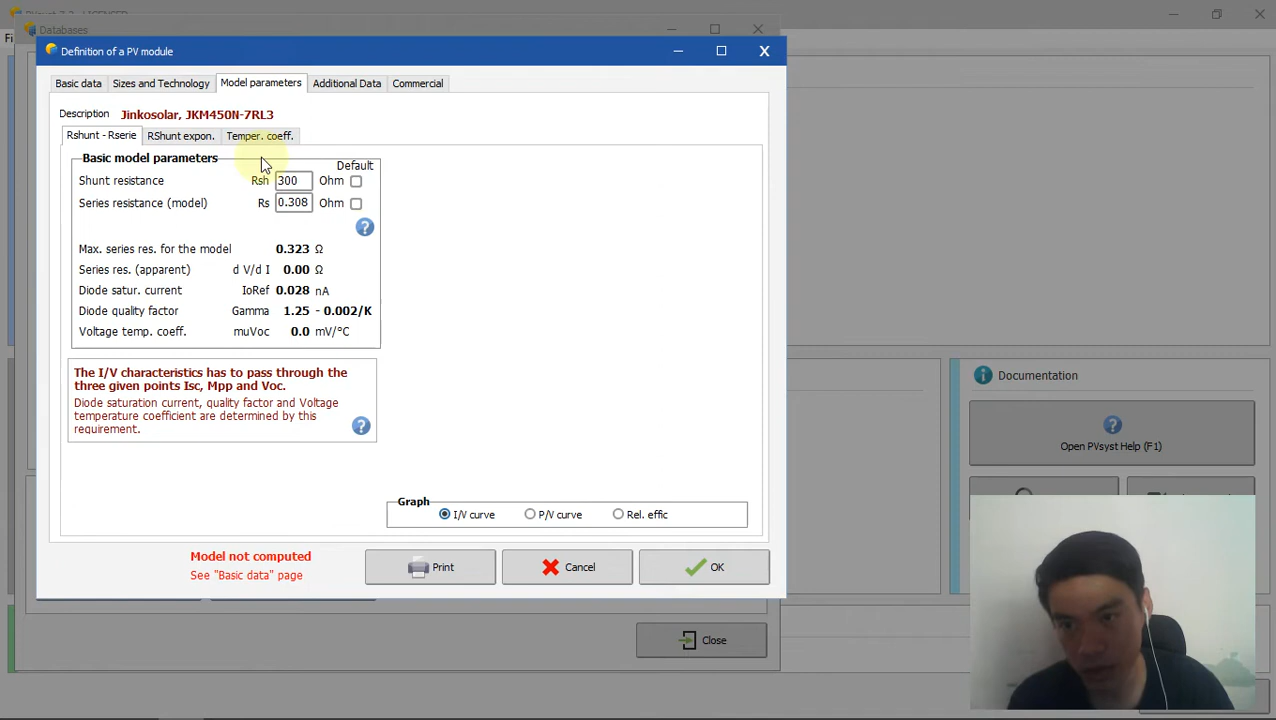 Databases
Fi
Definition of a PV module
Basic data
Sizes and Technology
Model parameters
Additional Data
Commercial
Description
Jinkosolar, JKM450N-7RL3
Rshunt - Rserie
RShunt expon.
Temper. coeff.
Basic model parameters
Default
Shunt resistance Rsh 300 Ohm
Series resistance (model) Rs 0.308 Ohm
?
Max. series res. for the model 0.323 Ω
Series res. (apparent) d V/d I 0.00 Ω
Diode satur. current IoRef 0.028 nA
Diode quality factor Gamma 1.25 - 0.002/K
Voltage temp. coeff. muVoc 0.0 mV/°C
The I/V characteristics has to pass through the
three given points Isc, Mpp and Voc.
Diode saturation current, quality factor and Voltage
temperature coefficient are determined by this
requirement.
?
Graph
I/V curve
P/V curve
Rel. effic
Model not computed
See "Basic data" page
Print
Cancel
OK
Close
Documentation
?
Open PVsyst Help (F1)